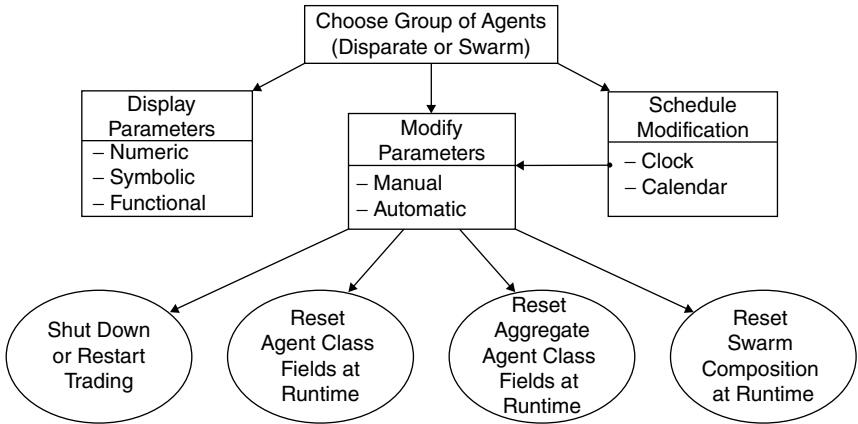 Choose Group of Agents
(Disparate or Swarm)
Display
Parameters
– Numeric
– Symbolic
– Functional
Modify
Parameters
– Manual
– Automatic
Schedule
Modification
– Clock
– Calendar
Shut Down
or Restart
Trading
Reset
Agent Class
Fields at
Runtime
Reset
Aggregate
Agent Class
Fields at
Runtime
Reset
Swarm
Composition
at Runtime